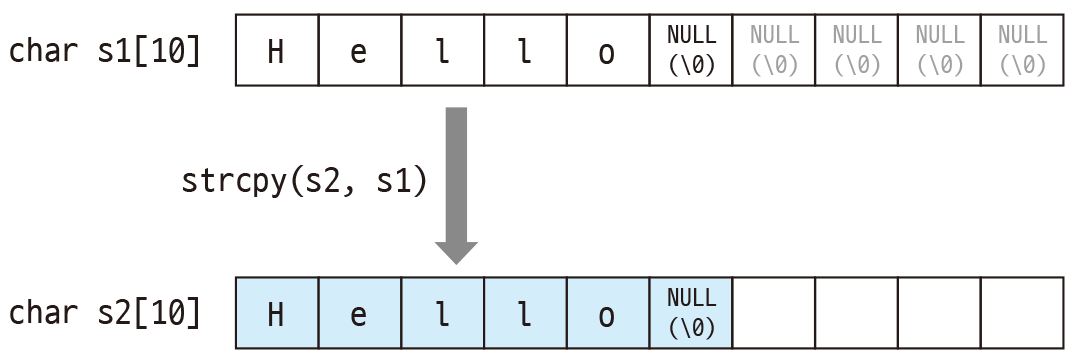 char s1[10] H e l l o NULL NULL NULL NULL NULL
(\0) (\0) (\0) (\0) (\0)
strcpy(s2, s1)
char s2[10] H e l l o NULL
(\0)